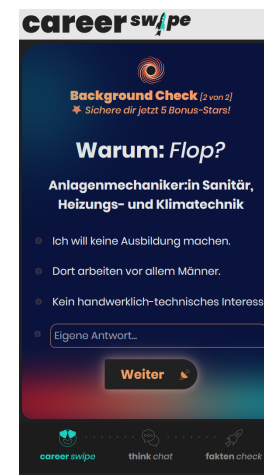 career swipe
Background Check [2 von 2]
Sichere dir jetzt 5 Bonus-Stars!
Warum: Flop?
Anlagenmechaniker:in Sanitär,
Heizungs- und Klimatechnik
Ich will keine Ausbildung machen.
Dort arbeiten vor allem Männer.
Kein handwerklich-technisches Interess
Eigene Antwort...
Weiter
career swipe think chat fakten check